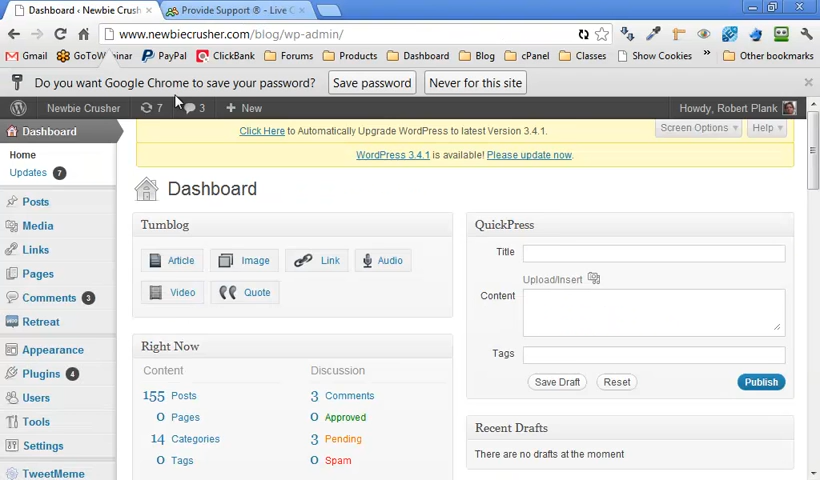 Dashboard ‹ Newbie Crush
Provide Support ® - Live C
www.newbiecrusher.com/blog/wp-admin/
Gmail GoToWebinar PayPal ClickBank Forums Products Dashboard Blog cPanel Classes Show Cookies » Other bookmarks
Do you want Google Chrome to save your password? Save password Never for this site
Newbie Crusher 7 3 + New Howdy, Robert Plank
Dashboard
Home
Updates 7
Posts
Media
Links
Pages
Comments 3
Retreat
Appearance
Plugins 4
Users
Tools
Settings
TweetMeme
Click Here to Automatically Upgrade WordPress to latest Version 3.4.1.
Screen Options Help
WordPress 3.4.1 is available! Please update now.
Dashboard
Tumblog
Article Image Link Audio
Video Quote
Right Now
Content Discussion
155 Posts 3 Comments
0 Pages 0 Approved
14 Categories 3 Pending
0 Tags 0 Spam
QuickPress
Title
Upload/Insert
Content
Tags
Save Draft Reset Publish
Recent Drafts
There are no drafts at the moment